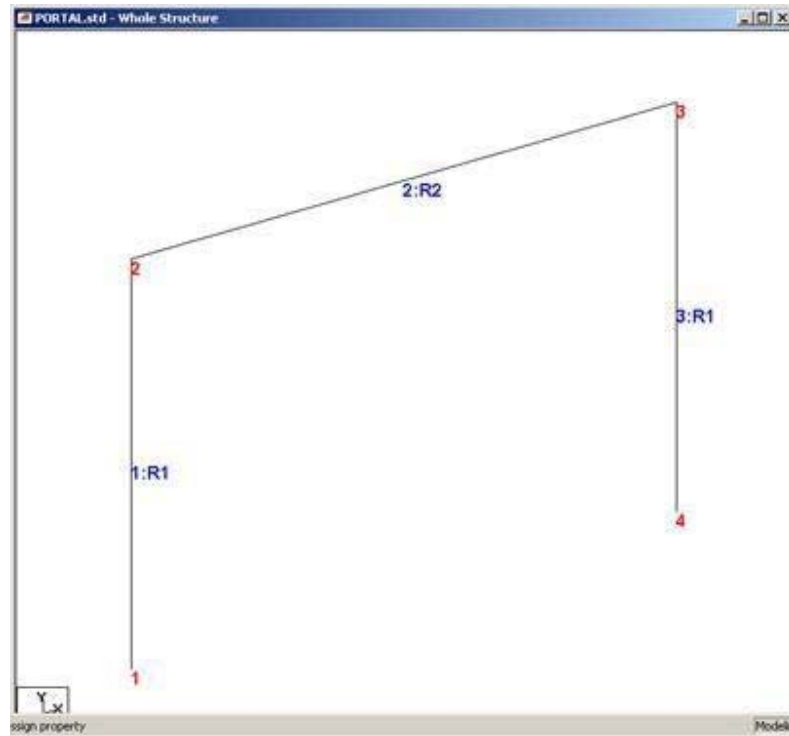 PORTAL.std - Whole Structure
3
2:R2
2
3:R1
1:R1
4
1
Y
X
ssign property
Modeli